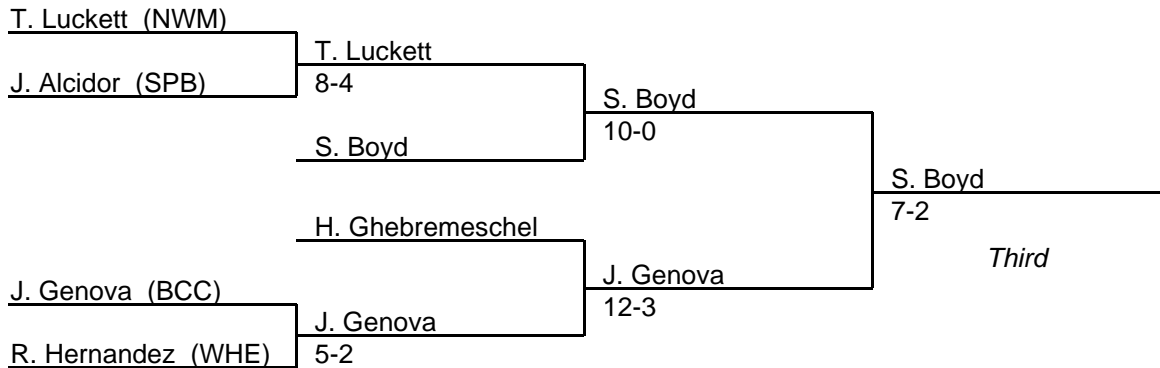 T. Luckett (NWM)
T. Luckett
J. Alcidor (SPB)
8-4
S. Boyd
10-0
S. Boyd
S. Boyd
7-2
H. Ghebremeschel
Third
J. Genova
J. Genova (BCC)
12-3
J. Genova
R. Hernandez (WHE)
5-2